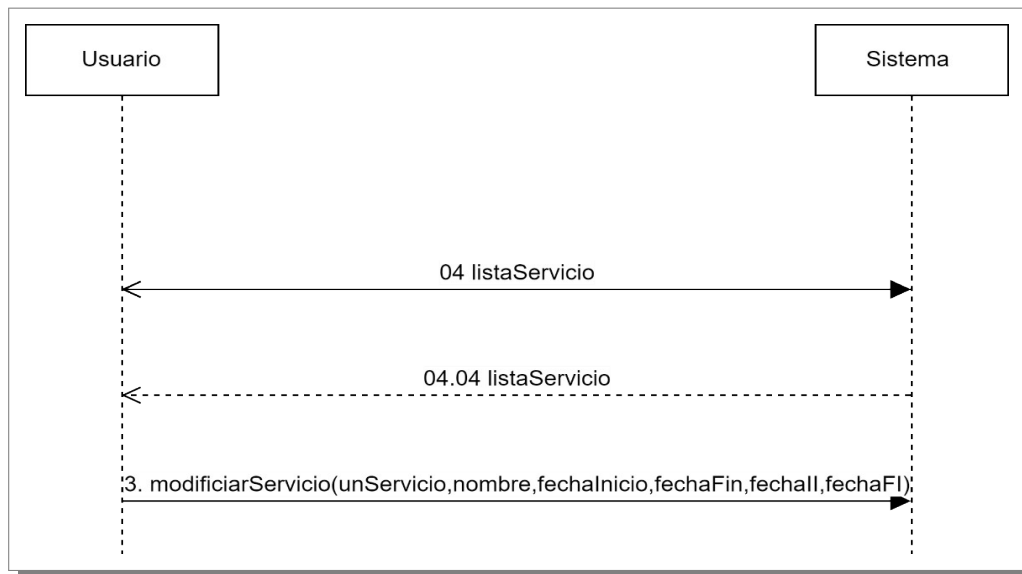 Usuario
Sistema
04 listaServicio
04.04 listaServicio
3. modificiarServicio(unServicio,nombre,fechaInicio,fechaFin,fechaII,fechaFI)